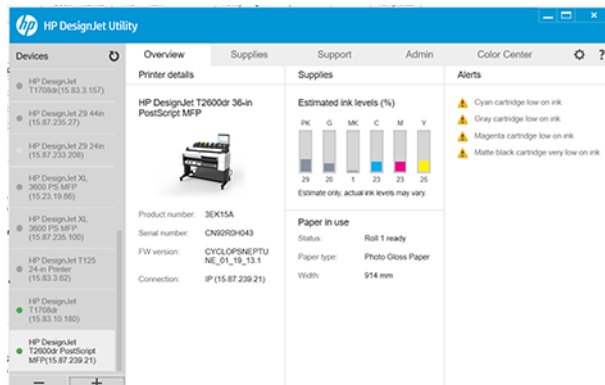 hp HP DesignJet Utility
Devices
HP DesignJet
T1708dr(15.83.3.157)
HP DesignJet Z9 44in
(15.87.235.27)
HP DesignJet Z9 24in
(15.87.233.208)
HP DesignJet XL
3600 PS MFP
(15.23.19.66)
HP DesignJet XL
3600 PS MFP
(15.87.235.100)
HP DesignJet T125
24-in Printer
(15.83.3.62)
HP DesignJet
T1708dr
(15.83.10.180)
HP DesignJet
T2600dr PostScript
MFP(15.87.239.21)
Overview Supplies Support Admin Color Center ?
Printer details
HP DesignJet T2600dr 36-in
PostScript MFP
Product number: 3EK15A
Serial number: CN92R0H043
FW version: CYCLOPSNEPTU
NE_01_19_13.1
Connection: IP (15.87.239.21)
Supplies
Estimated ink levels (%)
PK G MK C M Y
29 20 1 23 23 25
Estimate only, actual ink levels may vary.
Paper in use
Status: Roll 1 ready
Paper type: Photo Gloss Paper
Width: 914 mm
Alerts
Cyan cartridge low on ink
Gray cartridge low on ink
Magenta cartridge low on ink
Matte black cartridge very low on ink